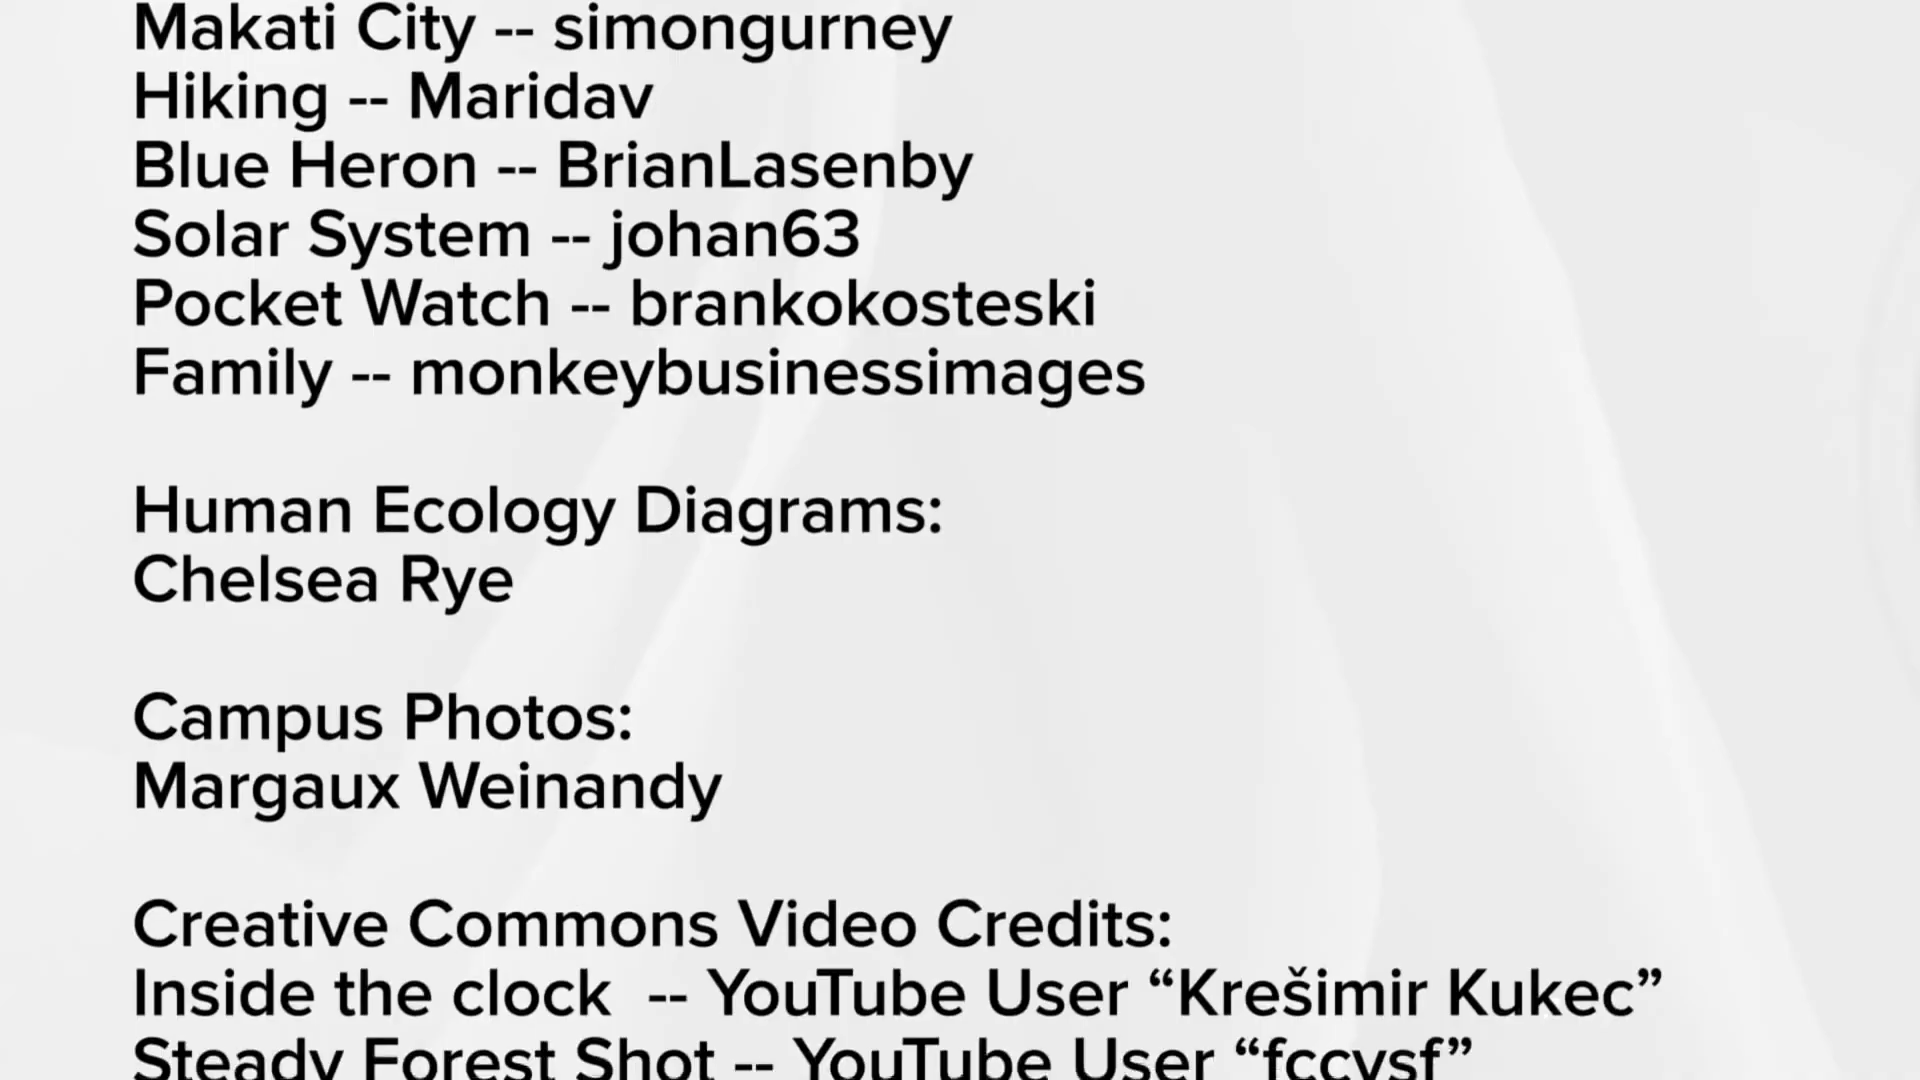 Makati City -- simongurney
Hiking -- Maridav
Blue Heron -- BrianLasenby
Solar System -- johan63
Pocket Watch -- brankokosteski
Family -- monkeybusinessimages
Human Ecology Diagrams:
Chelsea Rye
Campus Photos:
Margaux Weinandy
Creative Commons Video Credits:
Inside the clock  -- YouTube User “Krešimir Kukec”
Steady Forest Shot -- YouTube User “fccysf”